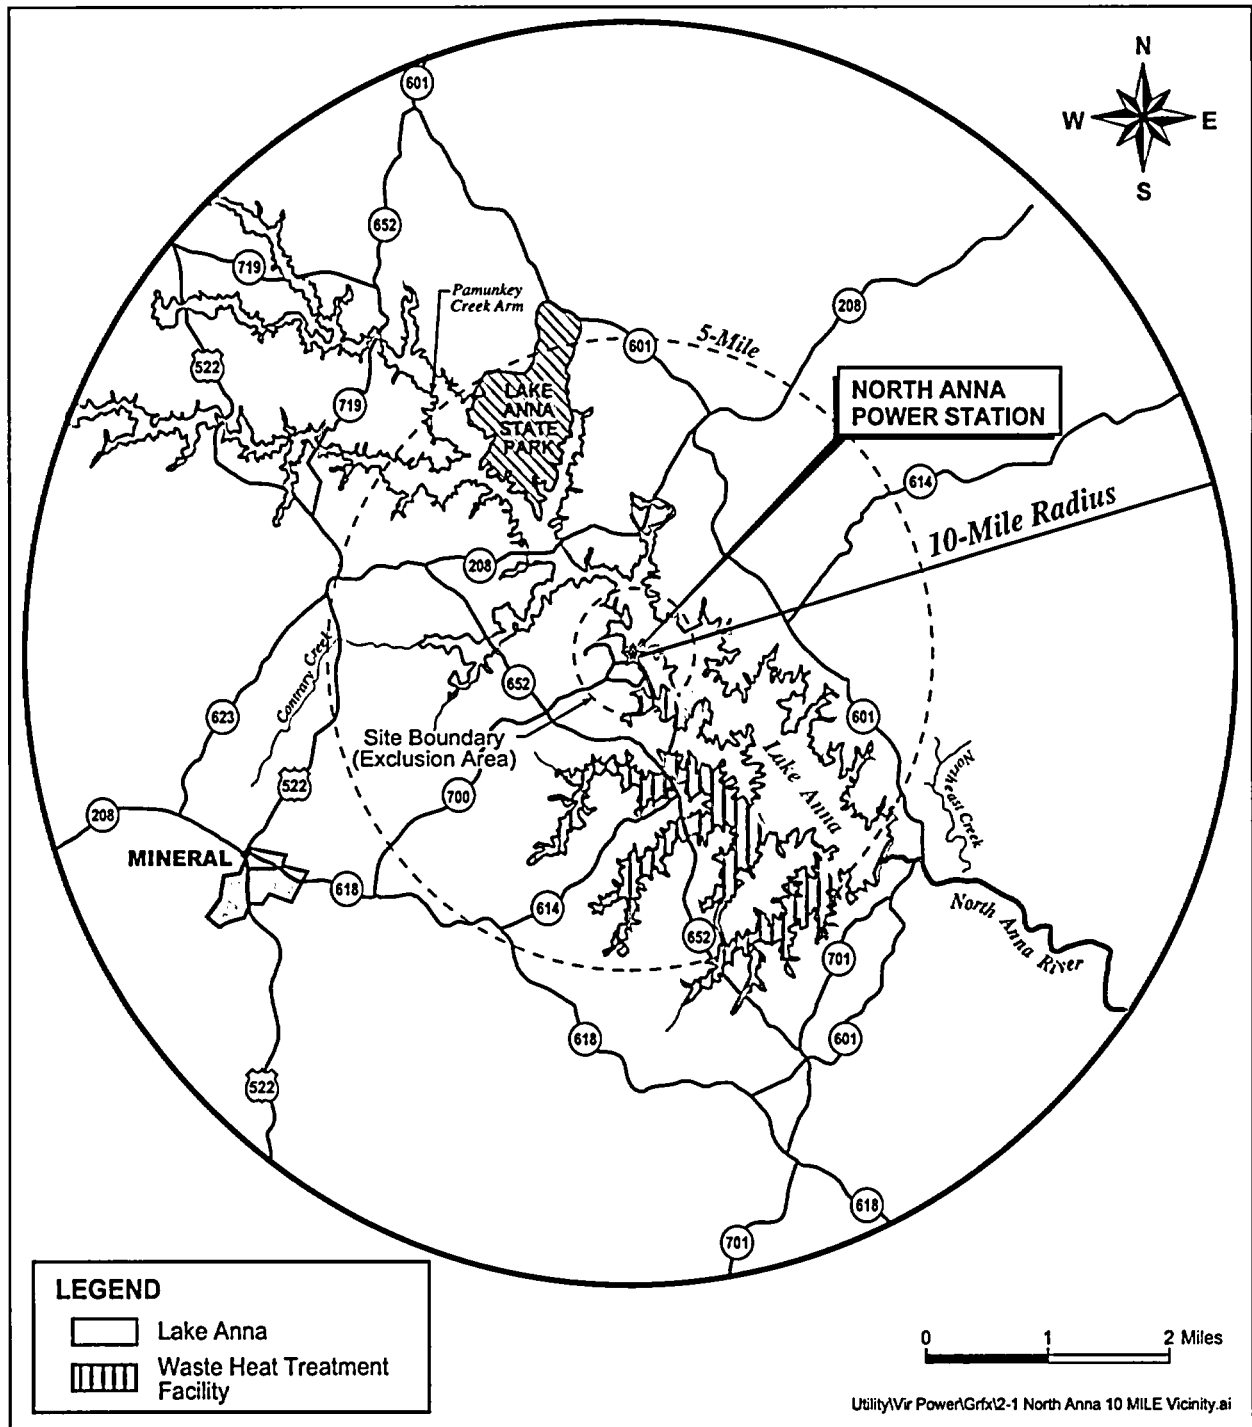 N
W E
S
601
652
719
Pamunkey
Creek Arm
208
5-Mile
601
522
NORTH ANNA
POWER STATION
719
LAKE
ANNA
STATE
PARK
614
10-Mile Radius
208
Contrary Creek
652
623
601
Site Boundary
(Exclusion Area)
Lake Anna
Northeast Creek
522
700
208
MINERAL
618
614
North Anna River
652
701
618
601
522
618
701
LEGEND
Lake Anna
Waste Heat Treatment
Facility
0 1 2 Miles
Utility\Vir Power\Grfx\2-1 North Anna 10 MILE Vicinity.ai